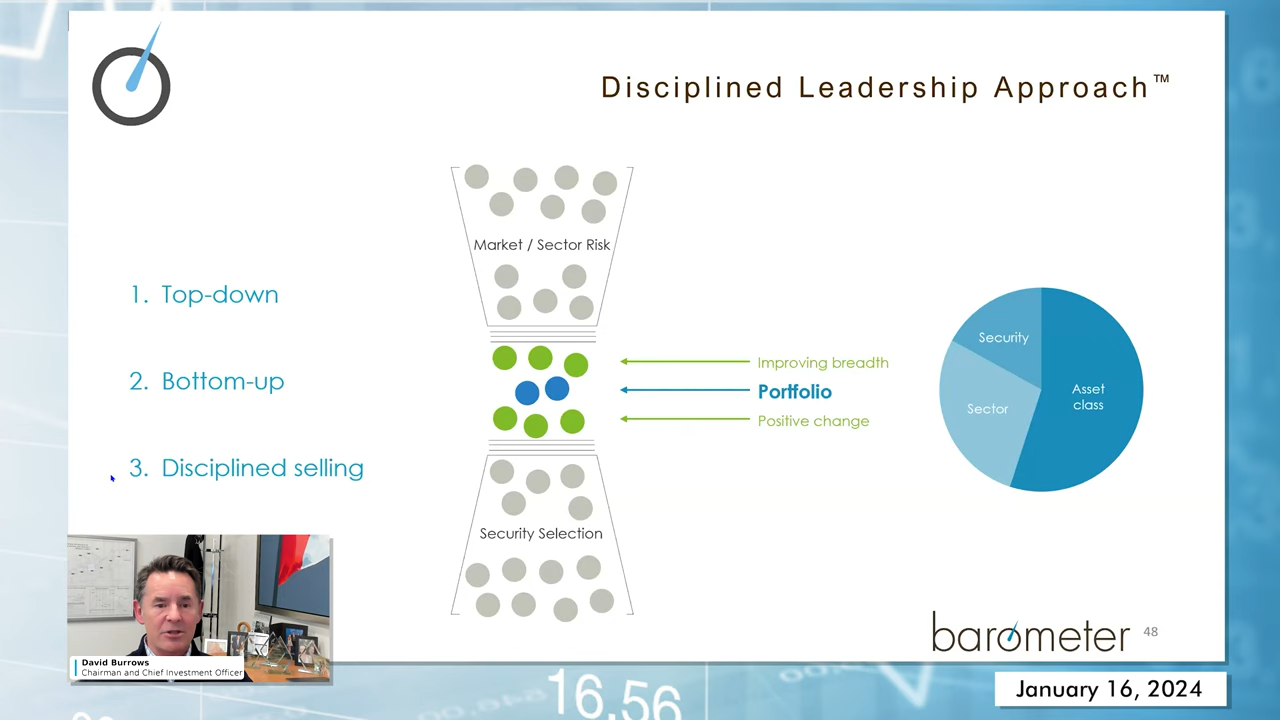 Disciplined Leadership Approach™
Market / Sector Risk
1. Top-down
2. Bottom-up
3. Disciplined selling
Improving breadth
Portfolio
Positive change
Security
Sector
Asset
class
Security Selection
David Burrows
Chairman and Chief Investment Officer
barometer
48
January 16, 2024
16.56